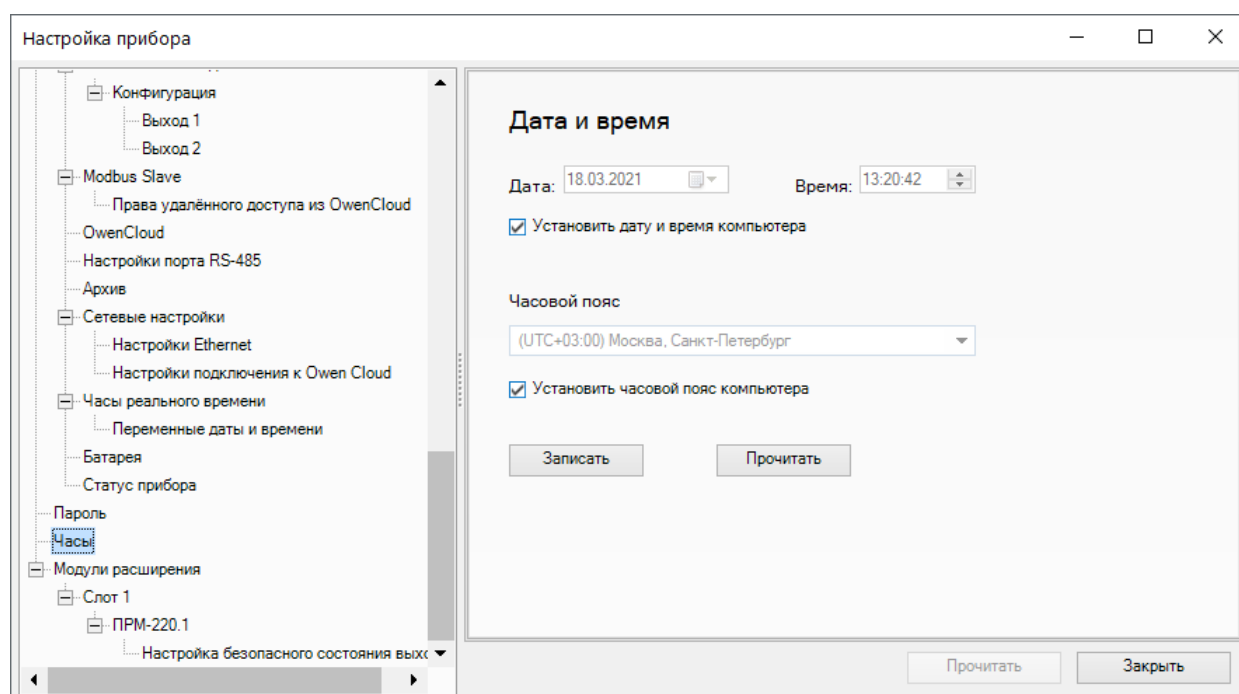 Настройка прибора
Конфигурация
Выход 1
Выход 2
Modbus Slave
Права удалённого доступа из OwenCloud
OwenCloud
Настройки порта RS-485
Архив
Сетевые настройки
Настройки Ethernet
Настройки подключения к Owen Cloud
Часы реального времени
Переменные даты и времени
Батарея
Статус прибора
Пароль
Часы
Модули расширения
Слот 1
ПРМ-220.1
Настройка безопасного состояния выхо
Дата и время
Дата: 18.03.2021 Время: 13:20:42
Установить дату и время компьютера
Часовой пояс
(UTC+03:00) Москва, Санкт-Петербург
Установить часовой пояс компьютера
Записать Прочитать
Прочитать Закрыть